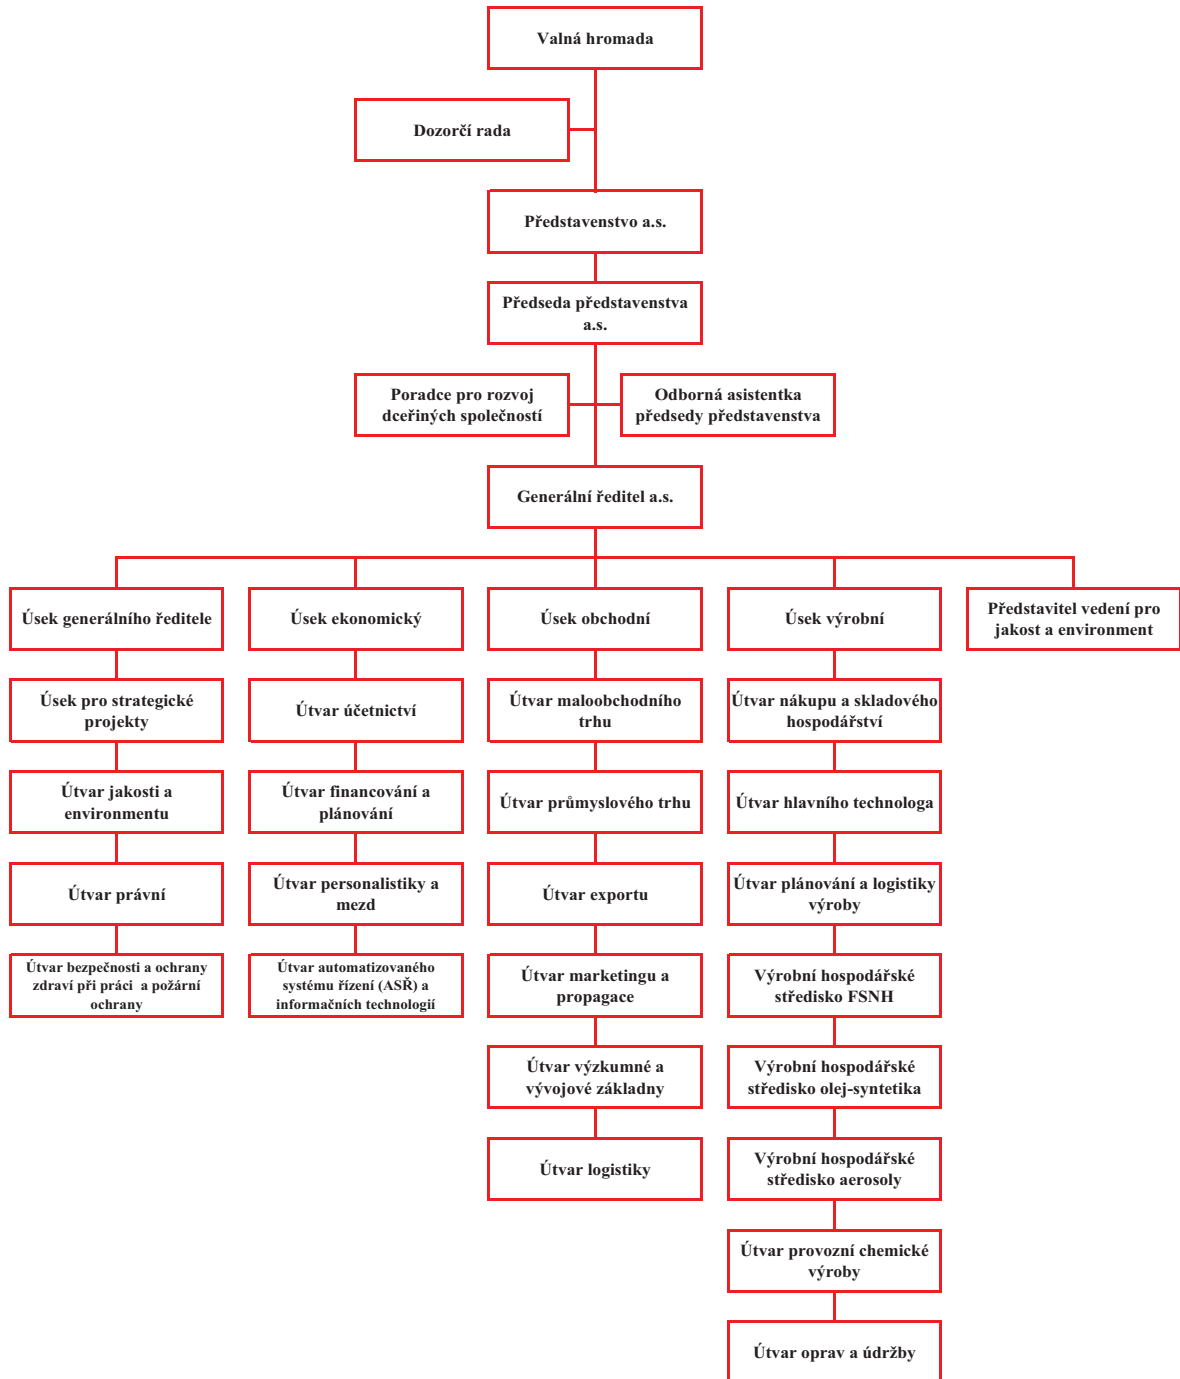 Valná hromada
Dozorčí rada
Představenstvo a.s.
Předseda představenstva
a.s.
Poradce pro rozvoj
dceřiných společností
Odborná asistentka
předsedy představenstva
Generální ředitel a.s.
Úsek generálního ředitele
Úsek ekonomický
Úsek obchodní
Úsek výrobní
Představitel vedení pro
jakost a environment
Úsek pro strategické
projekty
Útvar účetnictví
Útvar maloobchodního
trhu
Útvar nákupu a skladového
hospodářství
Útvar jakosti a
environmentu
Útvar financování a
plánování
Útvar průmyslového trhu
Útvar hlavního technologa
Útvar právní
Útvar personalistiky a
mezd
Útvar exportu
Útvar plánování a logistiky
výroby
Útvar bezpečnosti a ochrany
zdraví při práci a požární
ochrany
Útvar automatizovaného
systému řízení (ASŘ) a
informačních technologií
Útvar marketingu a
propagace
Výrobní hospodářské
středisko FSNH
Útvar výzkumné a
vývojové základny
Výrobní hospodářské
středisko olej-syntetika
Útvar logistiky
Výrobní hospodářské
středisko aerosoly
Útvar provozní chemické
výroby
Útvar oprav a údržby